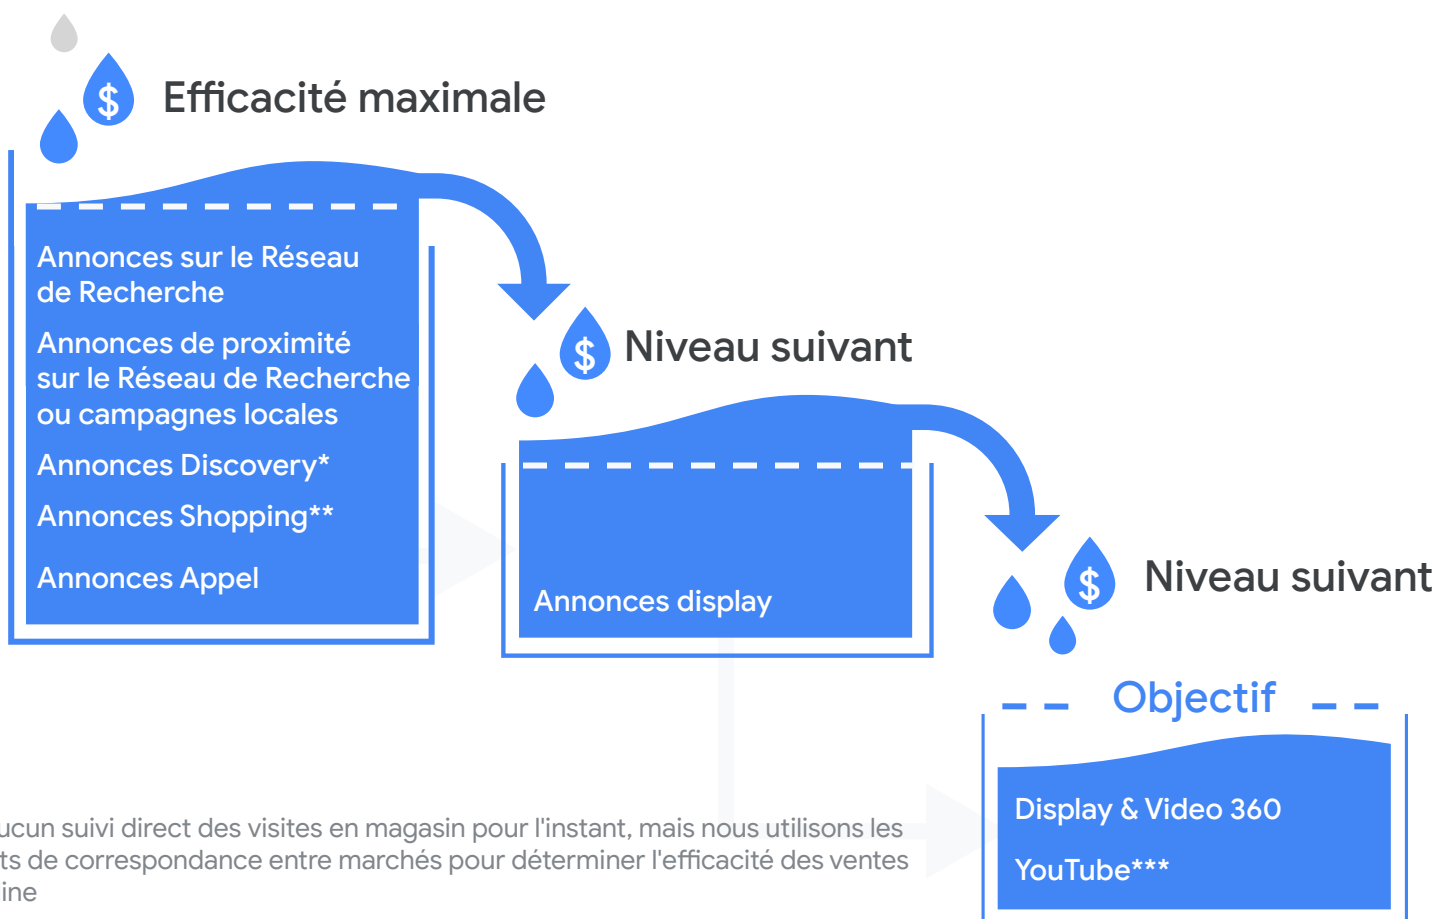 $
Efficacité maximale
Annonces sur le Réseau
de Recherche
Annonces de proximité
sur le Réseau de Recherche
ou campagnes locales
Annonces Discovery*
Annonces Shopping**
Annonces Appel
$
Niveau suivant
Annonces display
$
Niveau suivant
Objectif
Display & Video 360
YouTube***
suivi direct des visites en magasin pour l'instant, mais nous utilisons les
de correspondance entre marchés pour déterminer l'efficacité des ventes